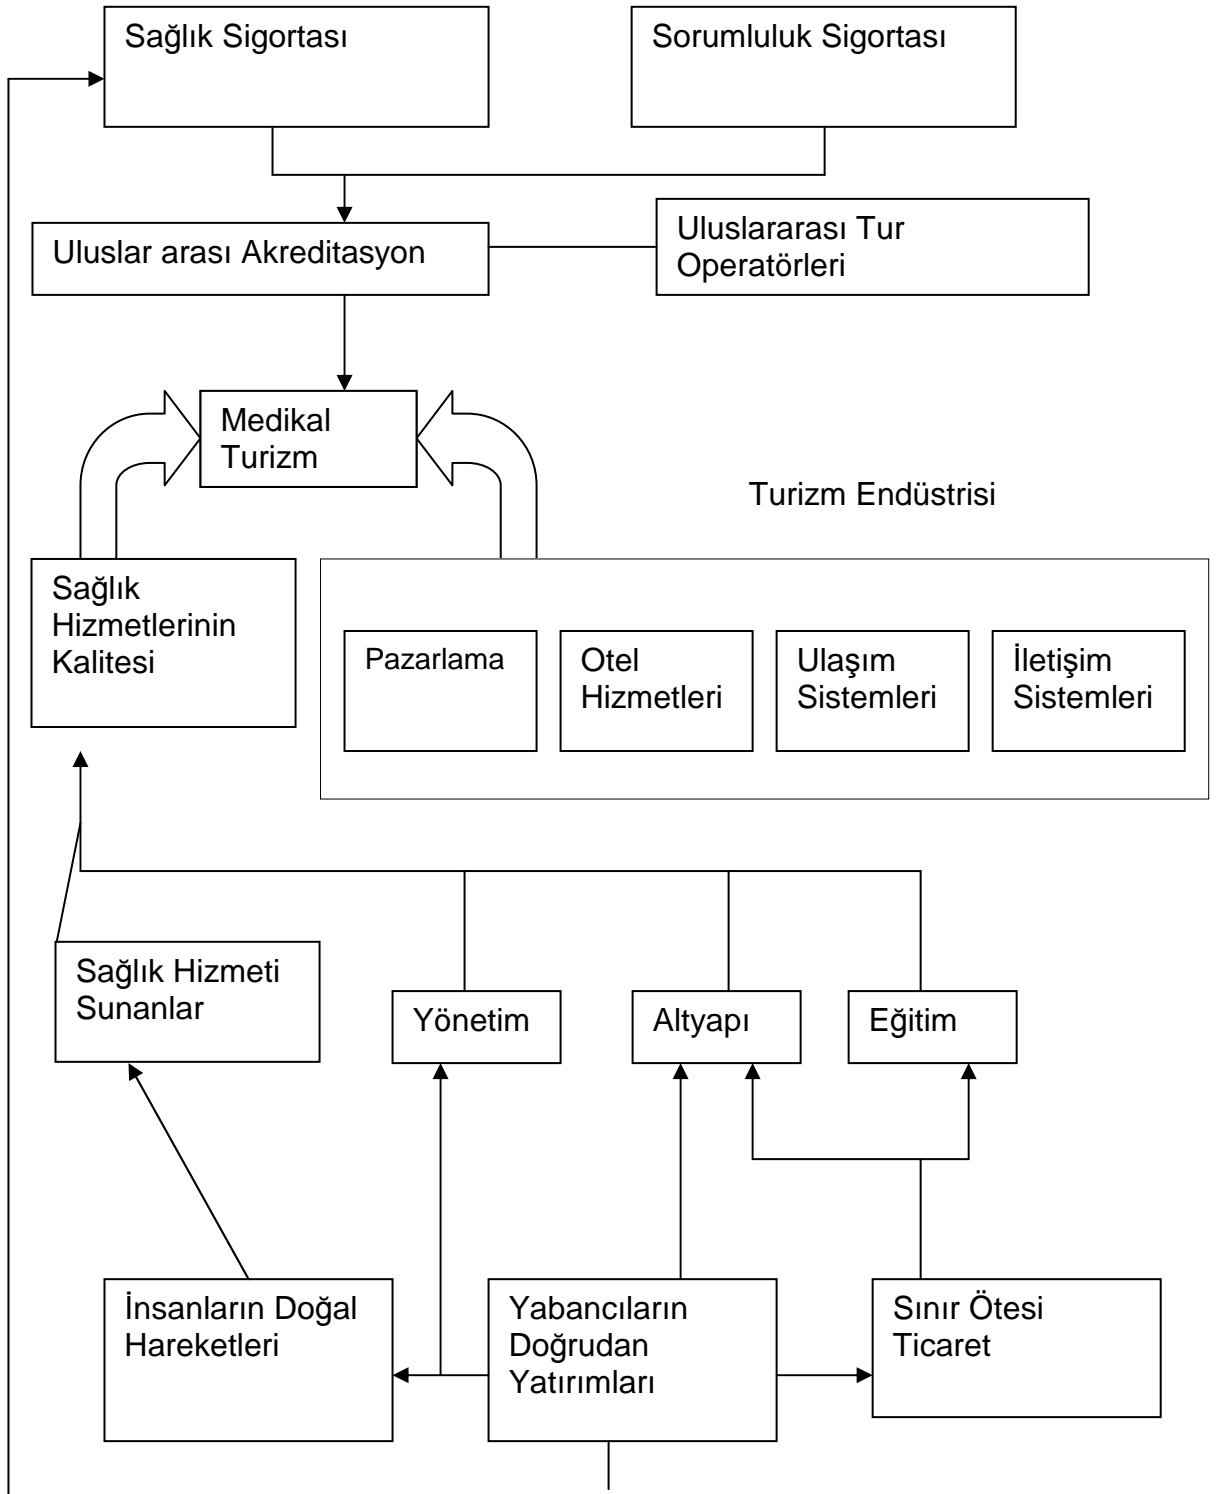 Sağlık Sigortası
Sorumluluk Sigortası
Uluslar arası Akreditasyon
Uluslararası Tur
Operatörleri
Medikal
Turizm
Turizm Endüstrisi
Sağlık
Hizmetlerinin
Kalitesi
Pazarlama
Otel
Hizmetleri
Ulaşım
Sistemleri
İletişim
Sistemleri
Sağlık Hizmeti
Sunanlar
Yönetim
Altyapı
Eğitim
İnsanların Doğal
Hareketleri
Yabancıların
Doğrudan
Yatırımları
Sınır Ötesi
Ticaret